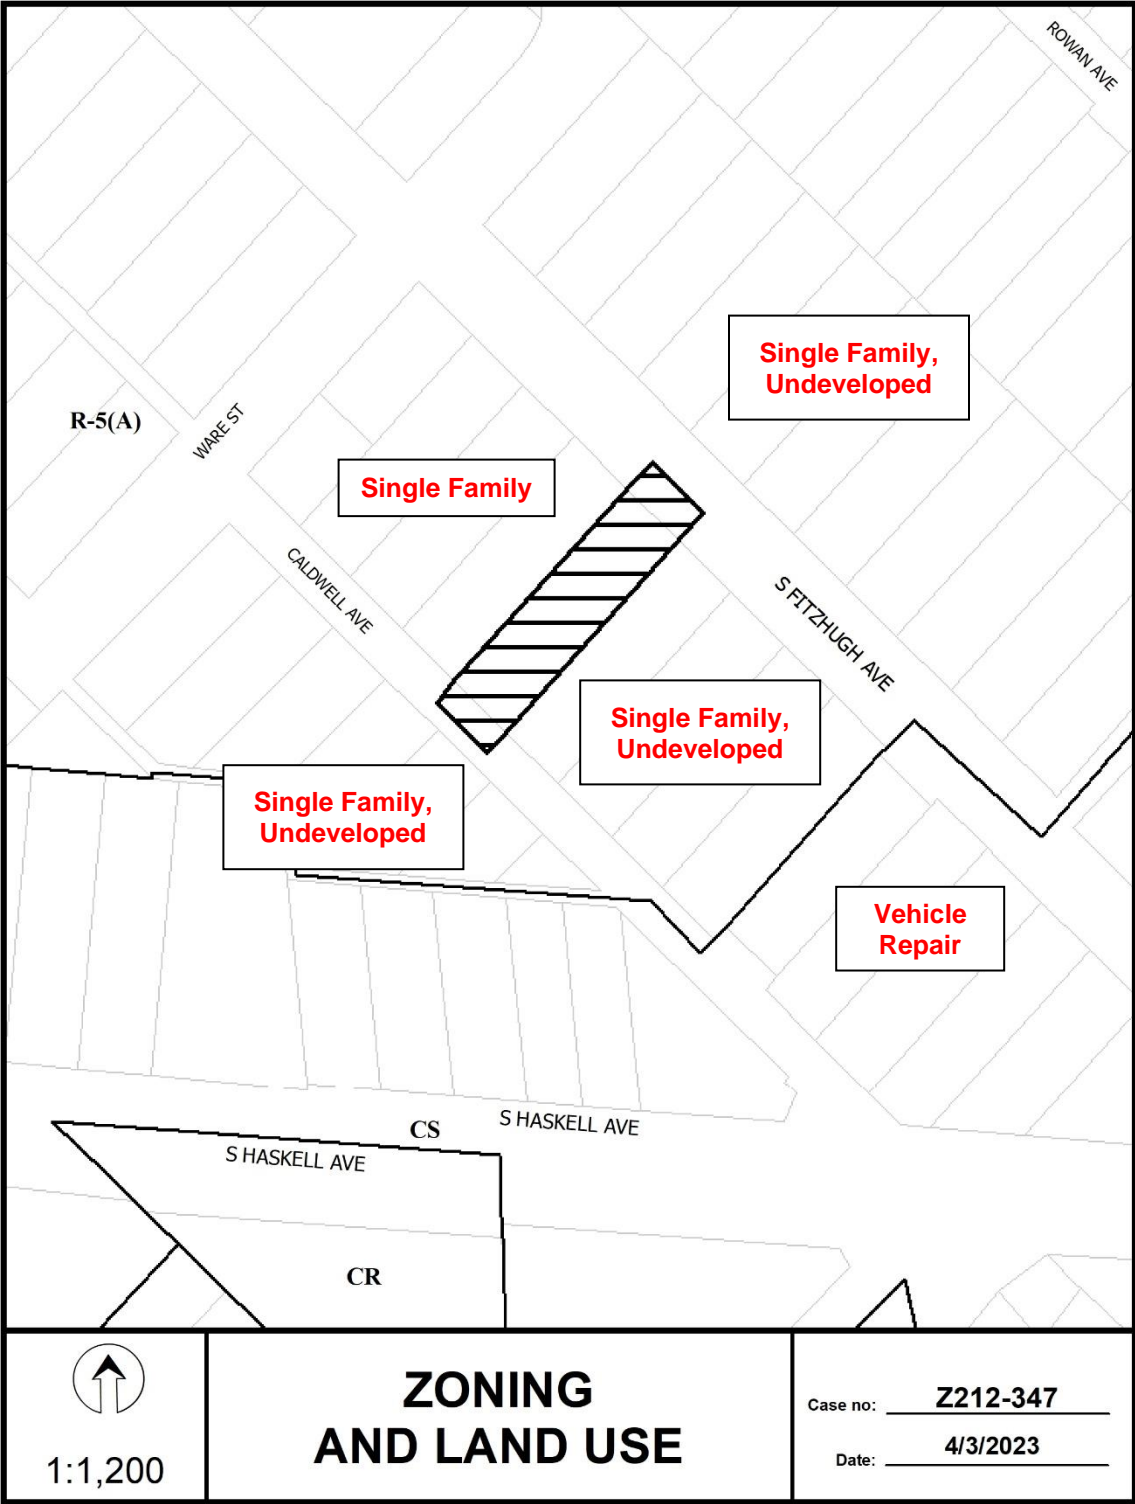 ROWAN AVE
Single Family,
Undeveloped
R-5(A)
WARE ST
Single Family
CALDWELL AVE
S FITZHUGH AVE
Single Family,
Undeveloped
Single Family,
Undeveloped
Vehicle
Repair
CS
S HASKELL AVE
S HASKELL AVE
CR
1:1,200
ZONING
AND LAND USE
Case no: Z212-347
Date: 4/3/2023